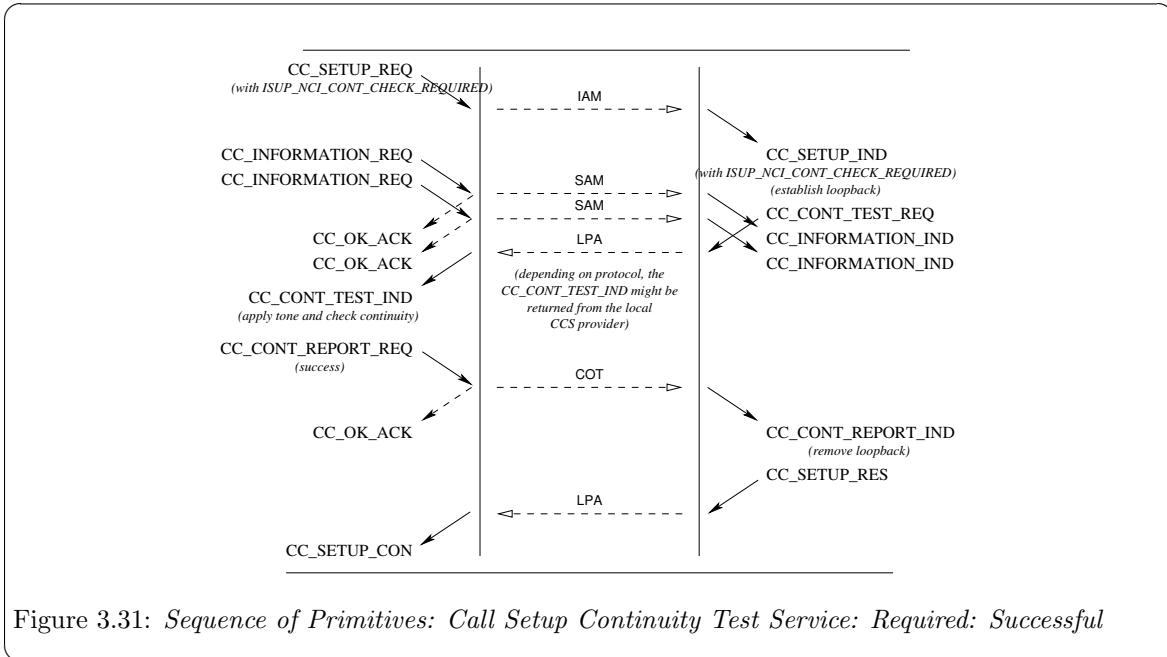 CC_SETUP_REQ
(with ISUP_NCI_CONT_CHECK_REQUIRED)
IAM
CC_INFORMATION_REQ
CC_SETUP_IND
(with ISUP_NCI_CONT_CHECK_REQUIRED)
CC_INFORMATION_REQ
SAM
(establish loopback)
SAM
CC_CONT_TEST_REQ
CC_OK_ACK
LPA
CC_INFORMATION_IND
CC_OK_ACK
CC_INFORMATION_IND
(depending on protocol, the
CC_CONT_TEST_IND might be
returned from the local
CCS provider)
CC_CONT_TEST_IND
(apply tone and check continuity)
CC_CONT_REPORT_REQ
(success)
COT
CC_OK_ACK
CC_CONT_REPORT_IND
(remove loopback)
CC_SETUP_RES
LPA
CC_SETUP_CON
Figure 3.31: Sequence of Primitives: Call Setup Continuity Test Service: Required: Successful